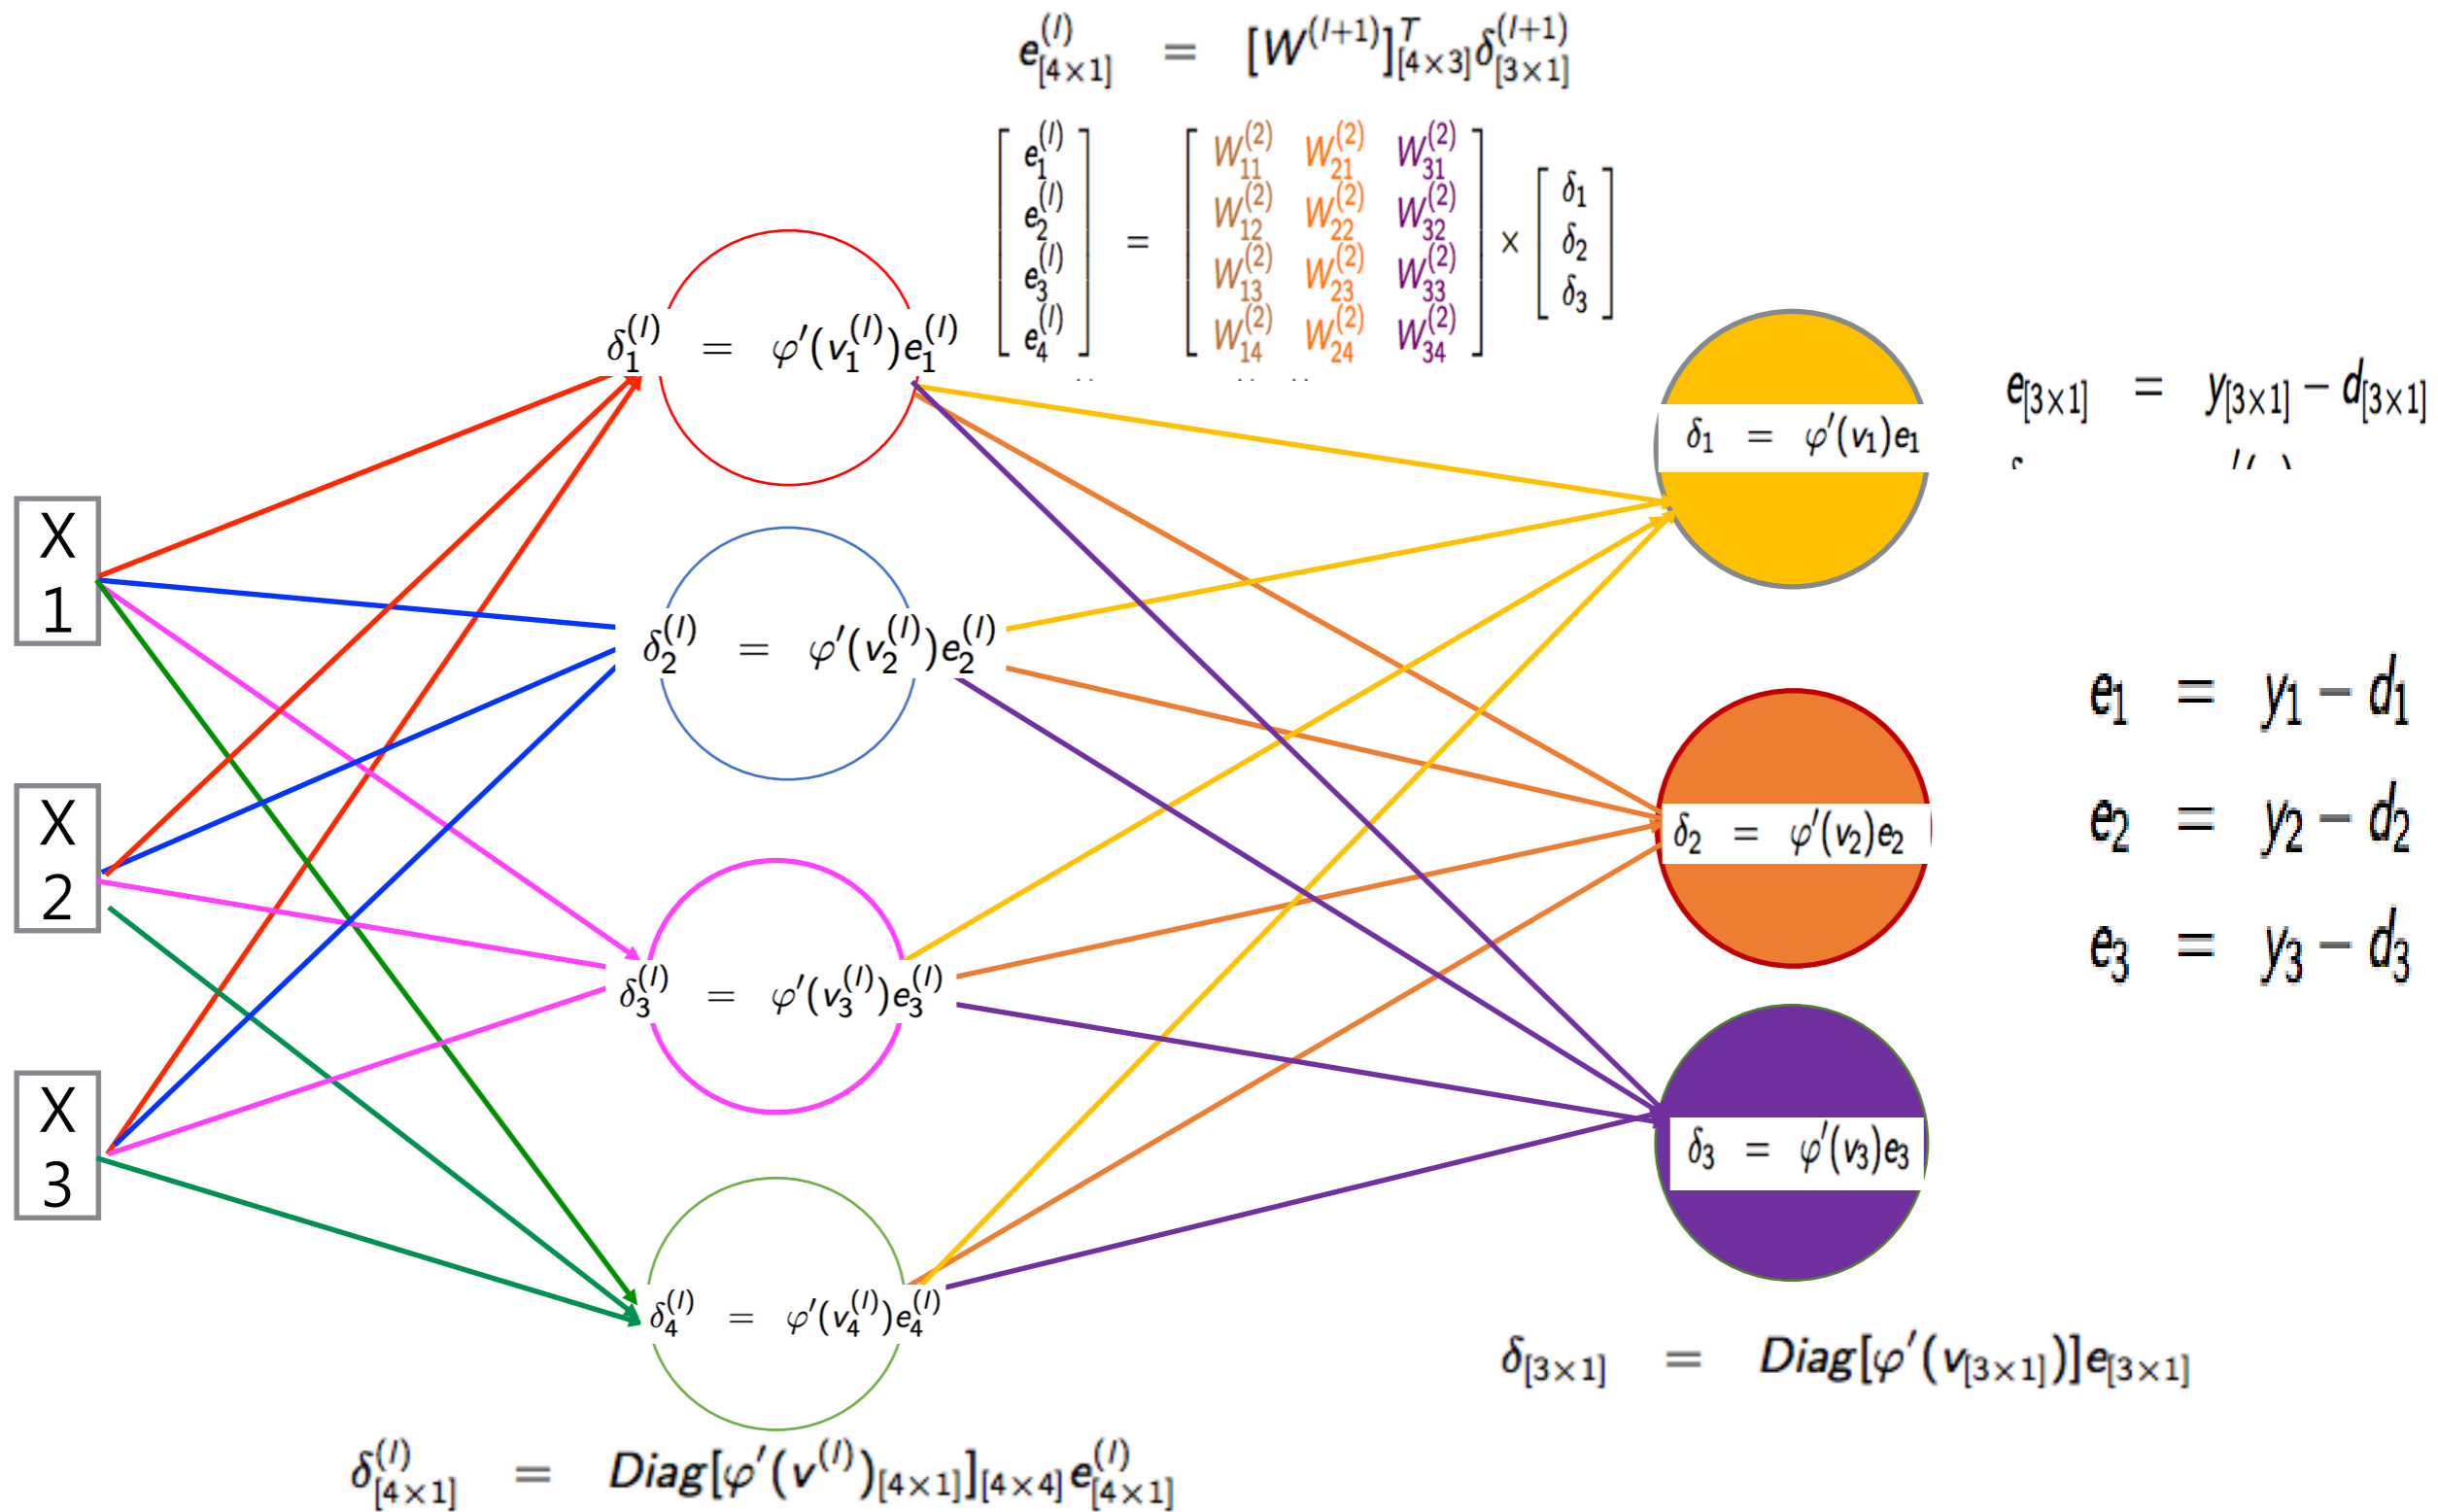 e_{[4×1]}^{(l)} = [W^{(l+1)}]_{[4×3]}^{T} δ_{[3×1]}^{(l+1)}
[ e_1^{(l)} ] = [ W_{11}^{(2)} W_{21}^{(2)} W_{31}^{(2)} ] × [ δ_1 ]
[ e_2^{(l)} ] [ W_{12}^{(2)} W_{22}^{(2)} W_{32}^{(2)} ] [ δ_2 ]
[ e_3^{(l)} ] [ W_{13}^{(2)} W_{23}^{(2)} W_{33}^{(2)} ] [ δ_3 ]
[ e_4^{(l)} ] [ W_{14}^{(2)} W_{24}^{(2)} W_{34}^{(2)} ]
X
1
X
2
X
3
δ_1^{(l)} = φ′(v_1^{(l)})e_1^{(l)}
δ_2^{(l)} = φ′(v_2^{(l)})e_2^{(l)}
δ_3^{(l)} = φ′(v_3^{(l)})e_3^{(l)}
δ_4^{(l)} = φ′(v_4^{(l)})e_4^{(l)}
δ_1 = φ′(v_1)e_1
δ_2 = φ′(v_2)e_2
δ_3 = φ′(v_3)e_3
e_{[3×1]} = y_{[3×1]} − d_{[3×1]}
e_1 = y_1 − d_1
e_2 = y_2 − d_2
e_3 = y_3 − d_3
δ_{[3×1]} = Diag[φ′(v_{[3×1]})]e_{[3×1]}
δ_{[4×1]}^{(l)} = Diag[φ′(v^{(l)})_{[4×1]}]_{[4×4]} e_{[4×1]}^{(l)}